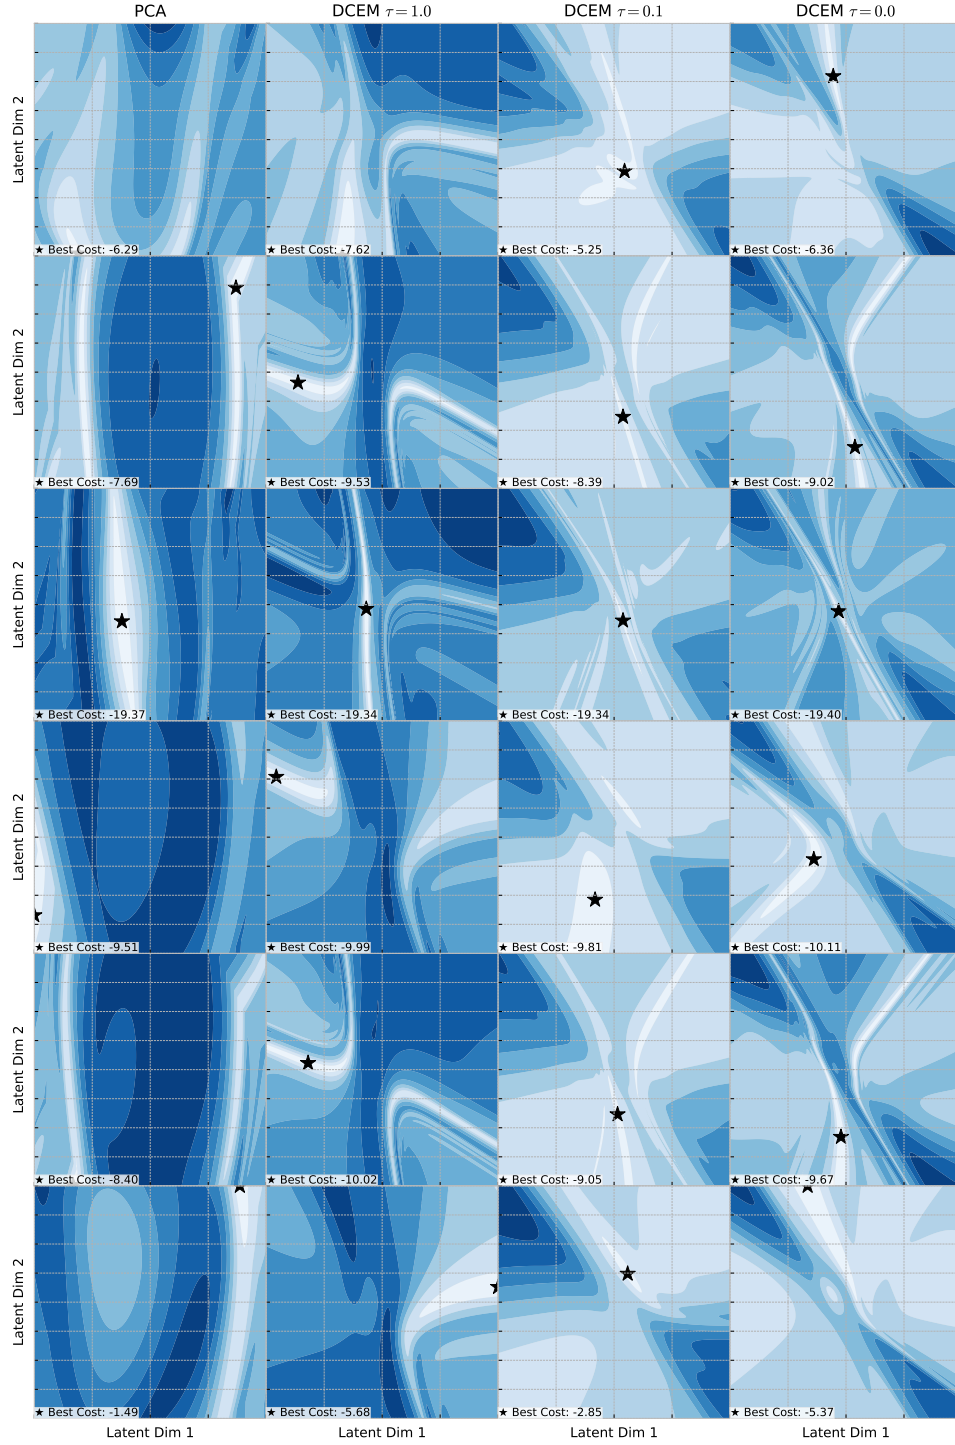 PCA
DCEM τ = 1.0
DCEM τ = 0.1
DCEM τ = 0.0
Latent Dim 2
★ Best Cost: -6.29
★ Best Cost: -7.62
★ Best Cost: -5.25
★ Best Cost: -6.36
Latent Dim 2
★ Best Cost: -7.69
★ Best Cost: -9.53
★ Best Cost: -8.39
★ Best Cost: -9.02
Latent Dim 2
★ Best Cost: -19.37
★ Best Cost: -19.34
★ Best Cost: -19.34
★ Best Cost: -19.40
Latent Dim 2
★ Best Cost: -9.51
★ Best Cost: -9.99
★ Best Cost: -9.81
★ Best Cost: -10.11
Latent Dim 2
★ Best Cost: -8.40
★ Best Cost: -10.02
★ Best Cost: -9.05
★ Best Cost: -9.67
Latent Dim 2
★ Best Cost: -1.49
★ Best Cost: -5.68
★ Best Cost: -2.85
★ Best Cost: -5.37
Latent Dim 1
Latent Dim 1
Latent Dim 1
Latent Dim 1